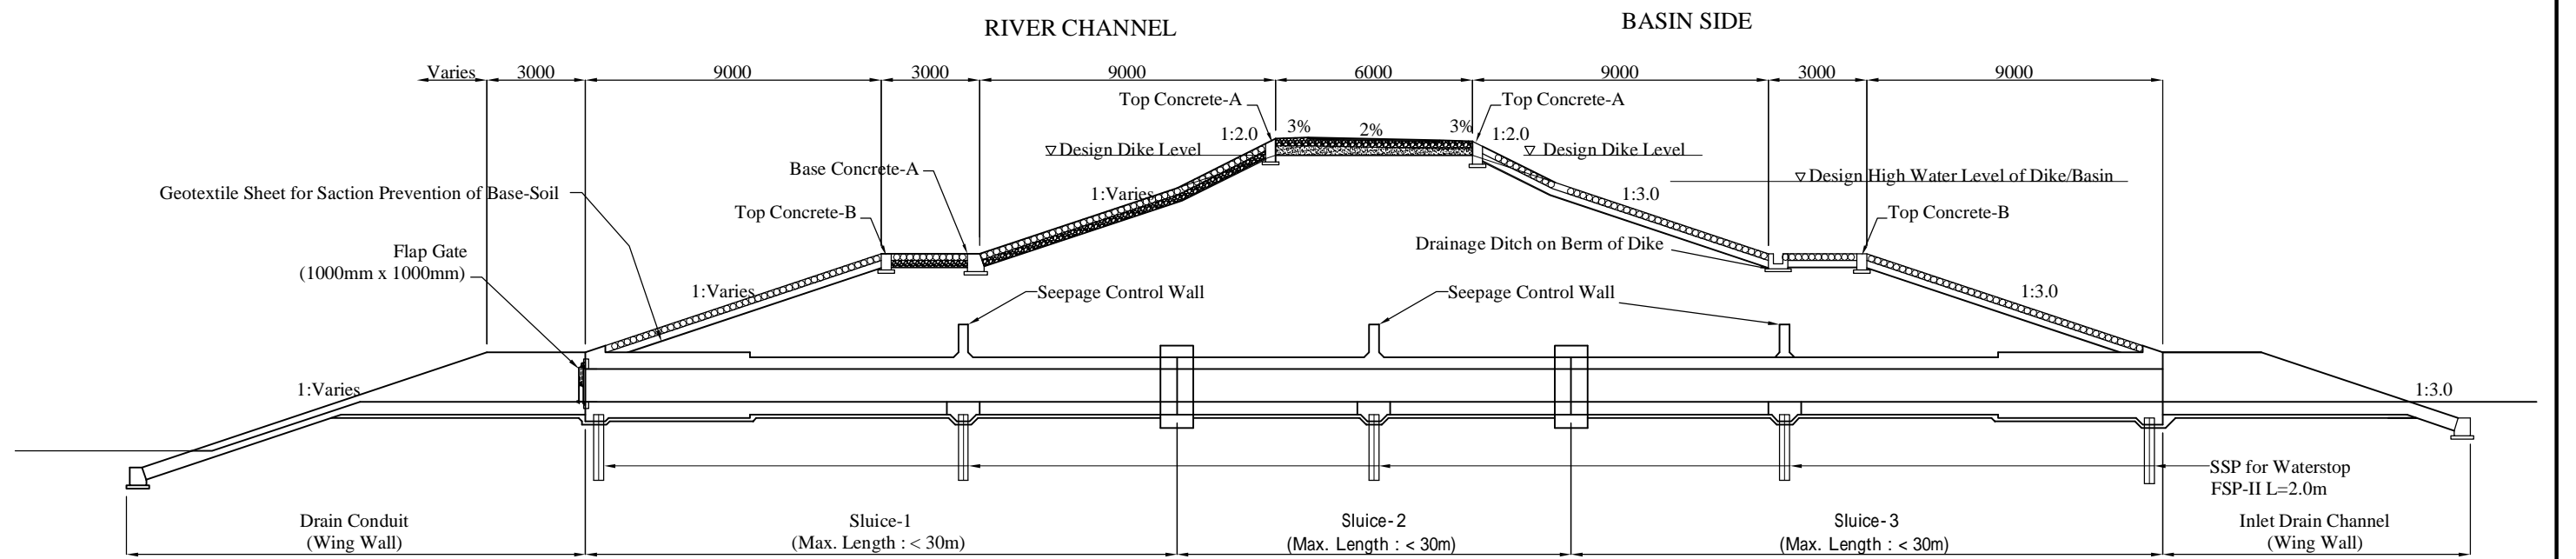 RIVER CHANNEL
BASIN SIDE
Varies 3000 9000 3000 9000 6000 9000 3000 9000
Top Concrete-A
Top Concrete-A
1:2.0 3% 2% 3% 1:2.0
Design Dike Level
Design Dike Level
Base Concrete-A
Design High Water Level of Dike/Basin
Geotextile Sheet for Saction Prevention of Base-Soil
1:Varies
1:3.0
Top Concrete-B
Top Concrete-B
Flap Gate
(1000mm x 1000mm)
Drainage Ditch on Berm of Dike
1:Varies
Seepage Control Wall
Seepage Control Wall
1:3.0
1:Varies
1:3.0
SSP for Waterstop
FSP-II L=2.0m
Drain Conduit
(Wing Wall)
Sluice-1
(Max. Length : < 30m)
Sluice-2
(Max. Length : < 30m)
Sluice-3
(Max. Length : < 30m)
Inlet Drain Channel
(Wing Wall)